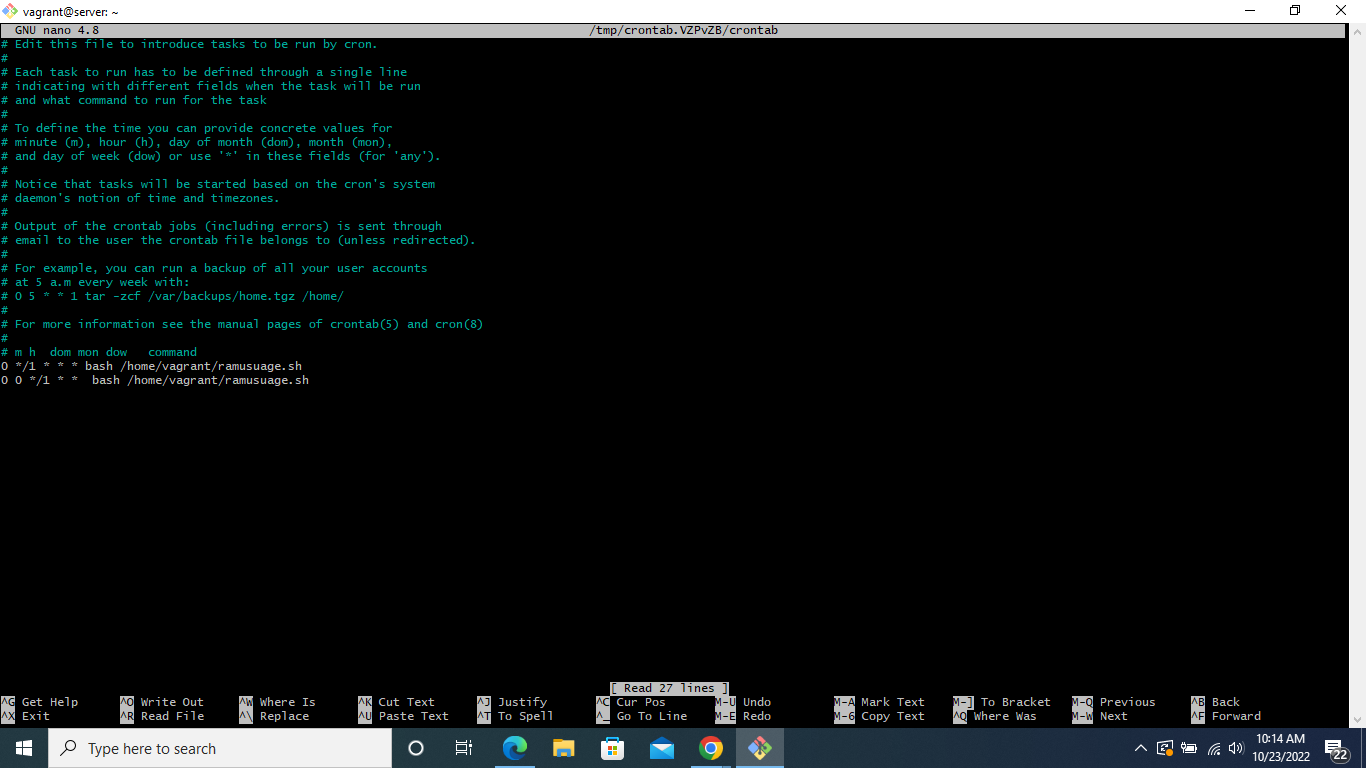 vagrant@server: ~
GNU nano 4.8 /tmp/crontab.VZPvZB/crontab
# Edit this file to introduce tasks to be run by cron.
#
# Each task to run has to be defined through a single line
# indicating with different fields when the task will be run
# and what command to run for the task
#
# To define the time you can provide concrete values for
# minute (m), hour (h), day of month (dom), month (mon),
# and day of week (dow) or use '*' in these fields (for 'any').
#
# Notice that tasks will be started based on the cron's system
# daemon's notion of time and timezones.
#
# Output of the crontab jobs (including errors) is sent through
# email to the user the crontab file belongs to (unless redirected).
#
# For example, you can run a backup of all your user accounts
# at 5 a.m every week with:
# 0 5 * * 1 tar -zcf /var/backups/home.tgz /home/
#
# For more information see the manual pages of crontab(5) and cron(8)
#
# m h  dom mon dow   command
0 */1 * * * bash /home/vagrant/ramusuage.sh
0 0 */1 * *  bash /home/vagrant/ramusuage.sh
[ Read 27 lines ]
^G Get Help ^O Write Out ^W Where Is ^K Cut Text ^J Justify ^C Cur Pos M-U Undo M-A Mark Text M-] To Bracket M-Q Previous ^B Back
^X Exit ^R Read File ^\ Replace ^U Paste Text ^T To Spell ^_ Go To Line M-E Redo M-6 Copy Text ^Q Where Was M-W Next ^F Forward
Type here to search
10:14 AM
10/23/2022
22